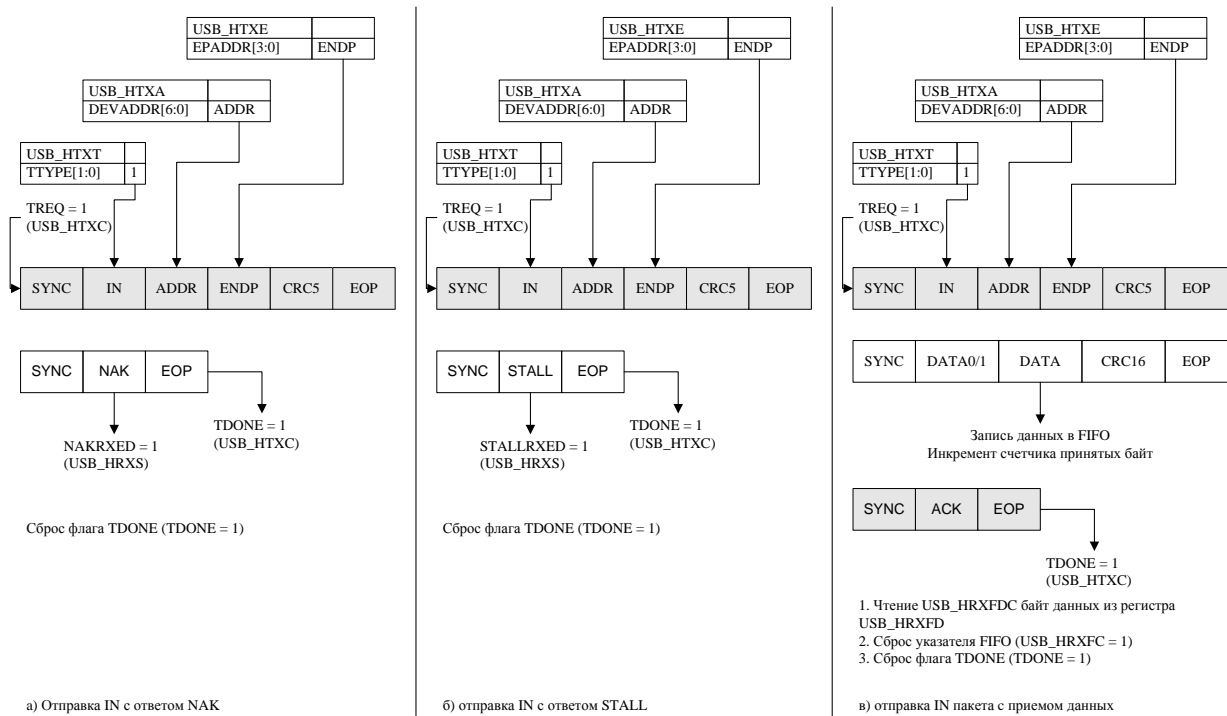 USB_HTXE
EPADDR[3:0] ENDP
USB_HTXA
DEVADDR[6:0] ADDR
USB_HTXT
TTYPE[1:0] 1
TREQ = 1
(USB_HTXC)
SYNC IN ADDR ENDP CRC5 EOP
SYNC NAK EOP
TDONE = 1
(USB_HTXC)
NAKRXED = 1
(USB_HRXS)
Сброс флага TDONE (TDONE = 1)
а) Отправка IN с ответом NAK
USB_HTXE
EPADDR[3:0] ENDP
USB_HTXA
DEVADDR[6:0] ADDR
USB_HTXT
TTYPE[1:0] 1
TREQ = 1
(USB_HTXC)
SYNC IN ADDR ENDP CRC5 EOP
SYNC STALL EOP
TDONE = 1
(USB_HTXC)
STALLRXED = 1
(USB_HRXS)
Сброс флага TDONE (TDONE = 1)
б) отправка IN с ответом STALL
USB_HTXE
EPADDR[3:0] ENDP
USB_HTXA
DEVADDR[6:0] ADDR
USB_HTXT
TTYPE[1:0] 1
TREQ = 1
(USB_HTXC)
SYNC IN ADDR ENDP CRC5 EOP
SYNC DATA0/1 DATA CRC16 EOP
Запись данных в FIFO
Инкремент счетчика принятых байт
SYNC ACK EOP
TDONE = 1
(USB_HTXC)
1. Чтение USB_HRXFDC байт данных из регистра
USB_HRXFD
2. Сброс указателя FIFO (USB_HRXFC = 1)
3. Сброс флага TDONE (TDONE = 1)
в) отправка IN пакета с приемом данных